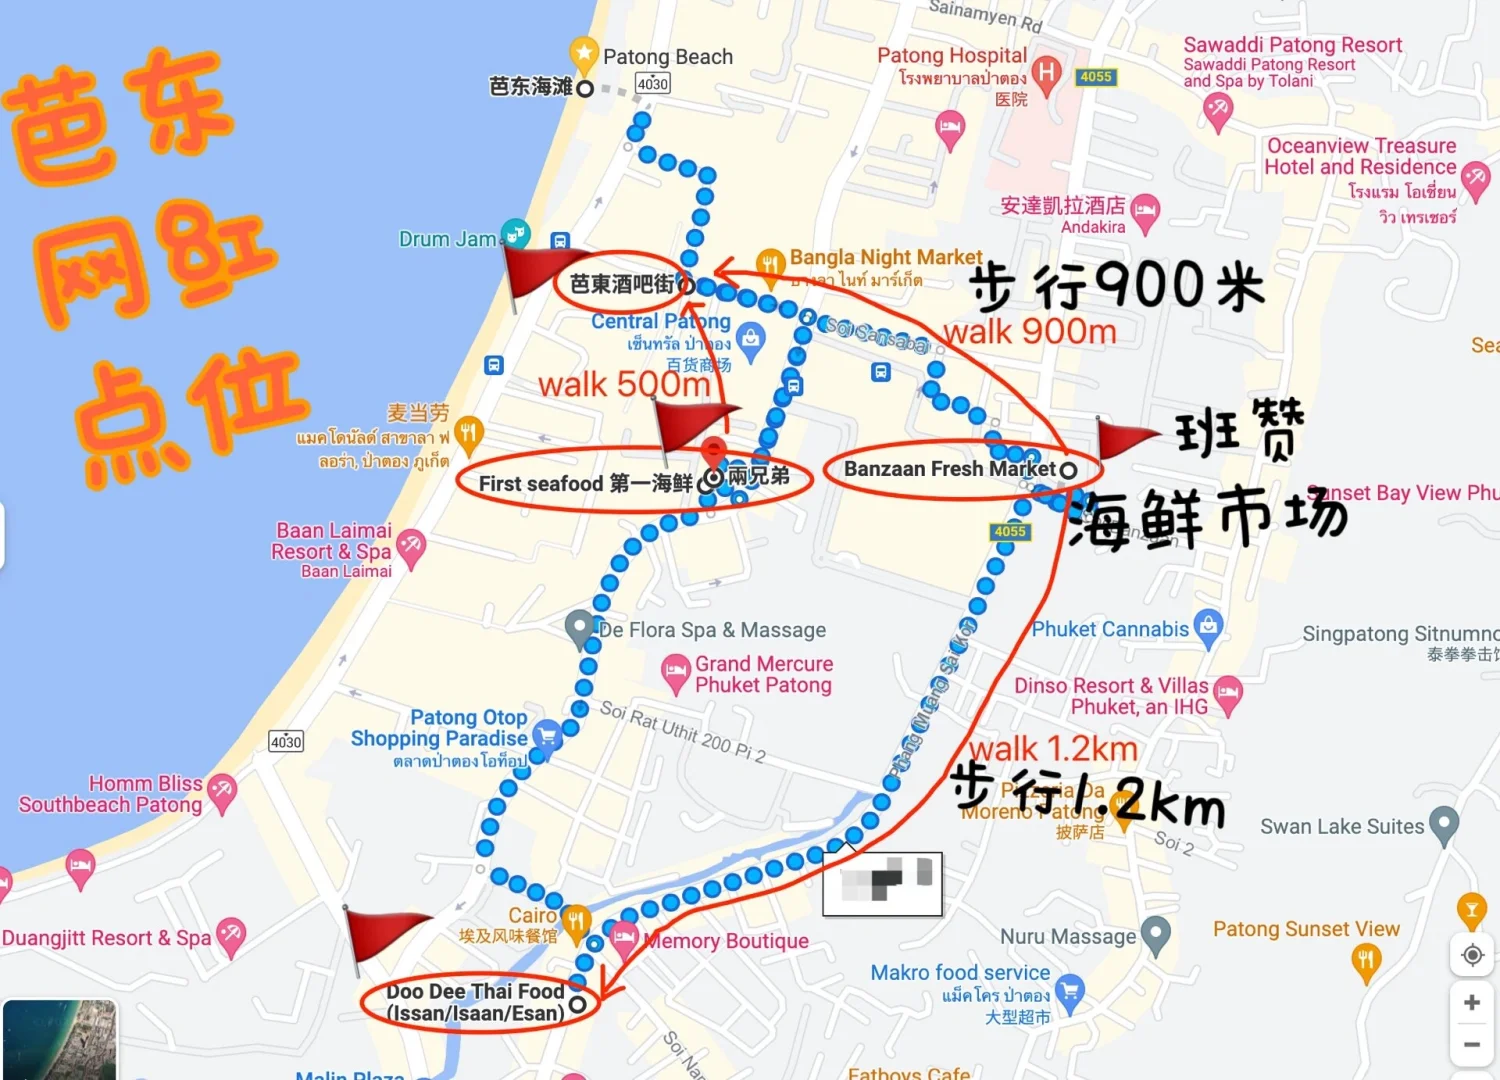 Sainamyen Rd
芭东
网红
点位
Patong Beach
芭东海滩
4030
Patong Hospital
โรงพยาบาลป่าตอง
医院
4055
Sawaddi Patong Resort
Sawaddi Patong Resort
and Spa by Tolani
Oceanview Treasure
Hotel and Residence
โรงแรม โอเชี่ยน
วิว เทรเชอร์
安達凱拉酒店
Andakira
Drum Jam
芭東酒吧街
Bangla Night Market
บางลา ไนท์ มาร์เก็ต
步行900米
walk 900m
Central Patong
เซ็นทรัล ป่าตอง
百货商场
Soi Sansabai
walk 500m
麦当劳
แมคโดนัลด์ สาขาลา ฟ
ลอร่า, ป่าตอง ภูเก็ต
First seafood 第一海鲜
兩兄弟
Banzaan Fresh Market
班赞
海鲜市场
Sunset Bay View Phu
4055
Baan Laimai
Resort & Spa
Baan Laimai
De Flora Spa & Massage
Grand Mercure
Phuket Patong
Phuket Cannabis
Singpatong Sitnumno
泰拳拳击馆
Dinso Resort & Villas
Phuket, an IHG
Phang Muang Sai Kor
Patong Otop
Shopping Paradise
ตลาดป่าตองโอท็อป
Soi Rat Uthit 200 Pi 2
4030
walk 1.2km
步行1.2km
Homm Bliss
Southbeach Patong
Pizzeria Da
Moreno Patong
披萨店
Soi 2
Swan Lake Suites
Cairo
埃及风味餐馆
Memory Boutique
Duangjitt Resort & Spa
Nuru Massage
Patong Sunset View
Makro food service
แม็คโคร ป่าตอง
大型超市
Doo Dee Thai Food
(Issan/Isaan/Esan)
Malin Plaza
Fatboys Cafe